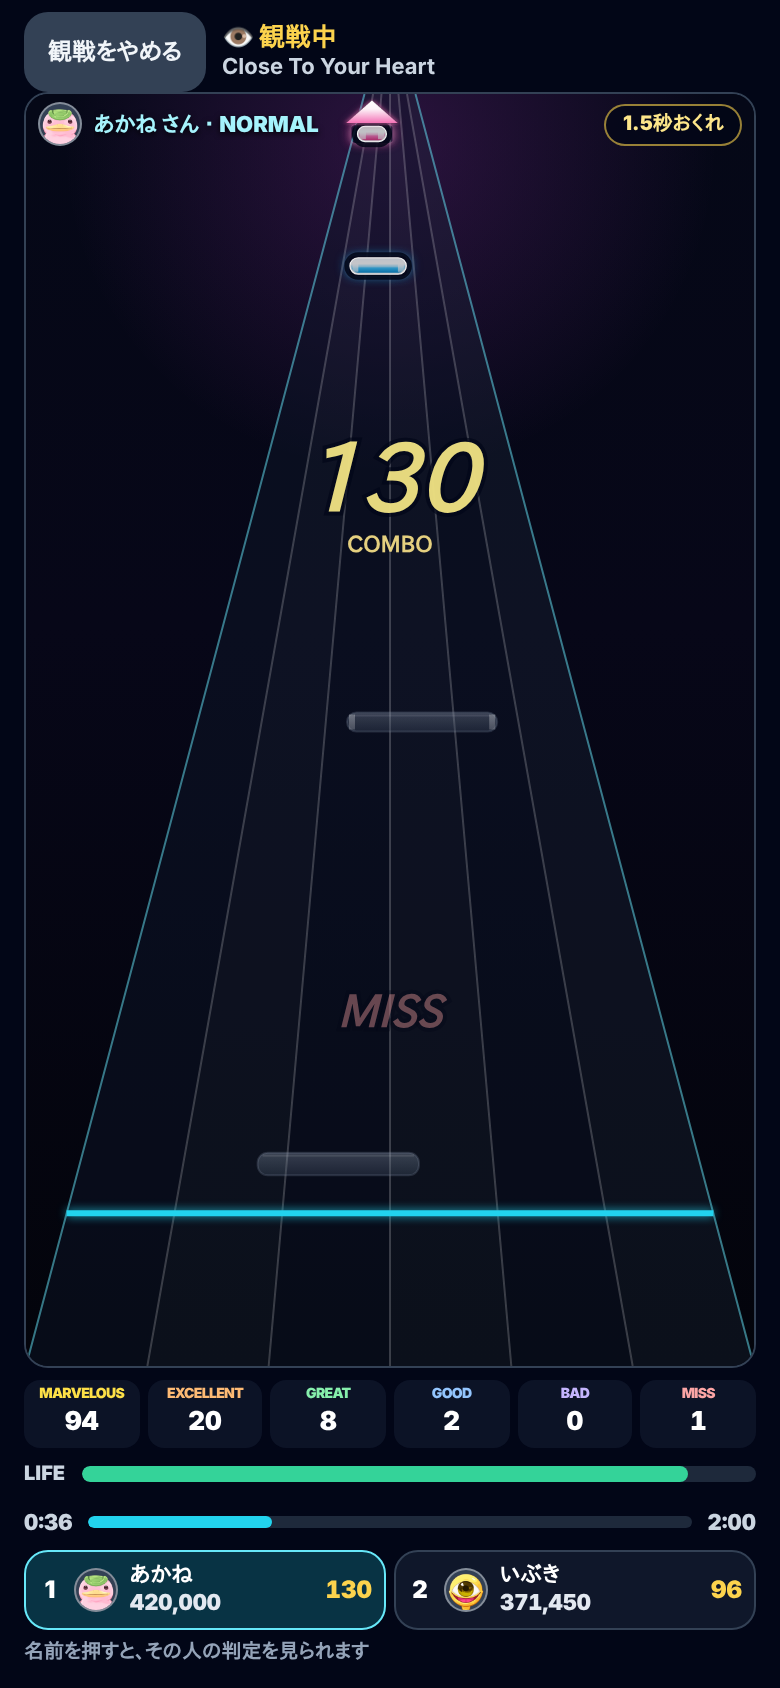 観戦をやめる
👁️ 観戦中
Close To Your Heart
あかね さん · NORMAL
1.5秒おくれ
130
COMBO
MISS
MARVELOUS
94
EXCELLENT
20
GREAT
8
GOOD
2
BAD
0
MISS
1
LIFE
0:36
2:00
1
あかね
420,000
130
2
いぶき
371,450
96
名前を押すと、その人の判定を見られます